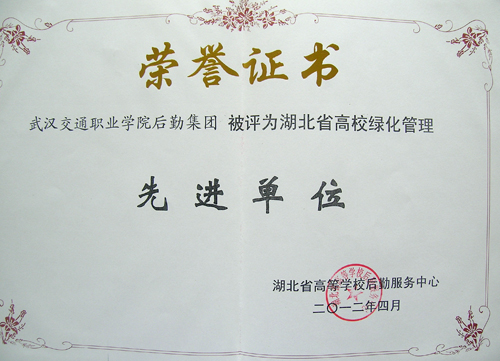 荣誉证书
武汉交通职业学院后勤集团 被评为湖北省高校绿化管理
先进单位
湖北省高等学校后勤服务中心
二〇一二年四月